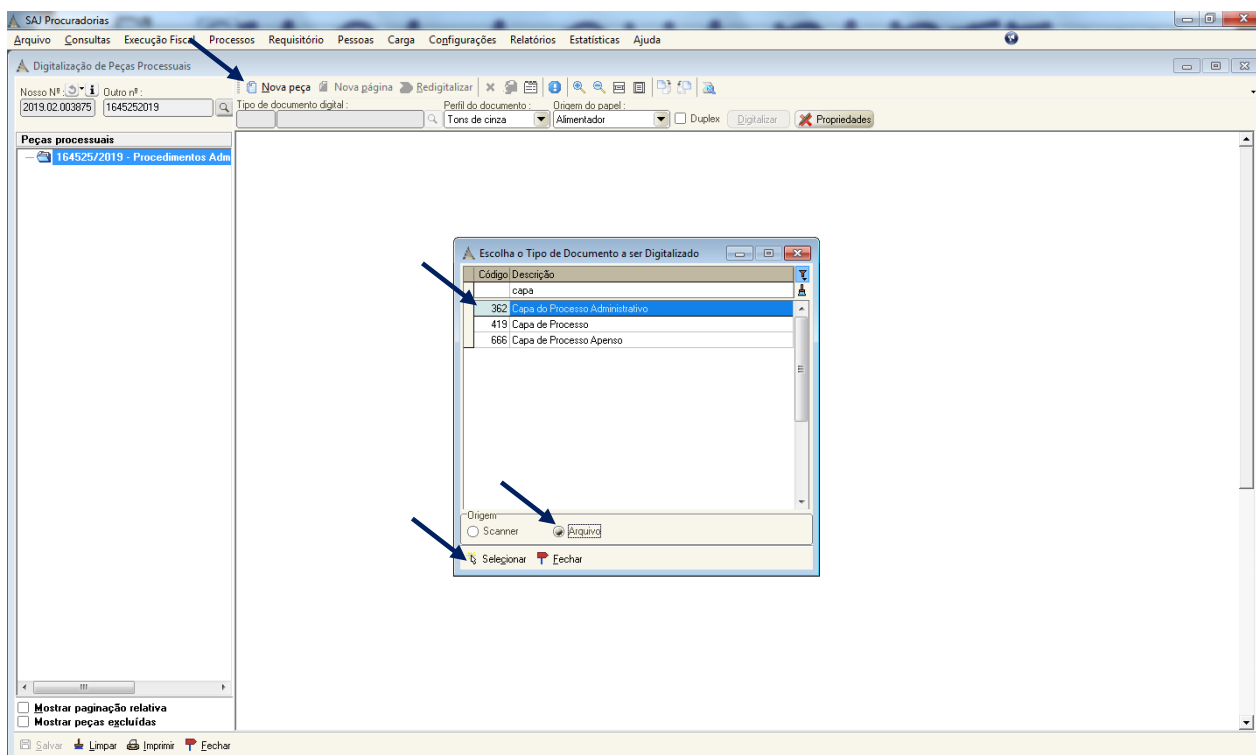 SAJ Procuradorias
Arquivo Consultas Execução Fiscal Processos Requisitório Pessoas Carga Configurações Relatórios Estatísticas Ajuda
Digitalização de Peças Processuais
Nova peça Nova página Redigitalizar
Nosso Nº : Outro nº :
Tipo de documento digital : Perfil do documento : Origem do papel :
2019.02.003875 1645252019 Tons de cinza Alimentador Duplex Digitalizar Propriedades
Peças processuais
164525/2019 - Procedimentos Adm
Escolha o Tipo de Documento a ser Digitalizado
Código Descrição
capa
362 Capa do Processo Administrativo
419 Capa de Processo
666 Capa de Processo Apenso
Origem
Scanner Arquivo
Selecionar Fechar
Mostrar paginação relativa
Mostrar peças excluídas
Salvar Limpar Imprimir Fechar